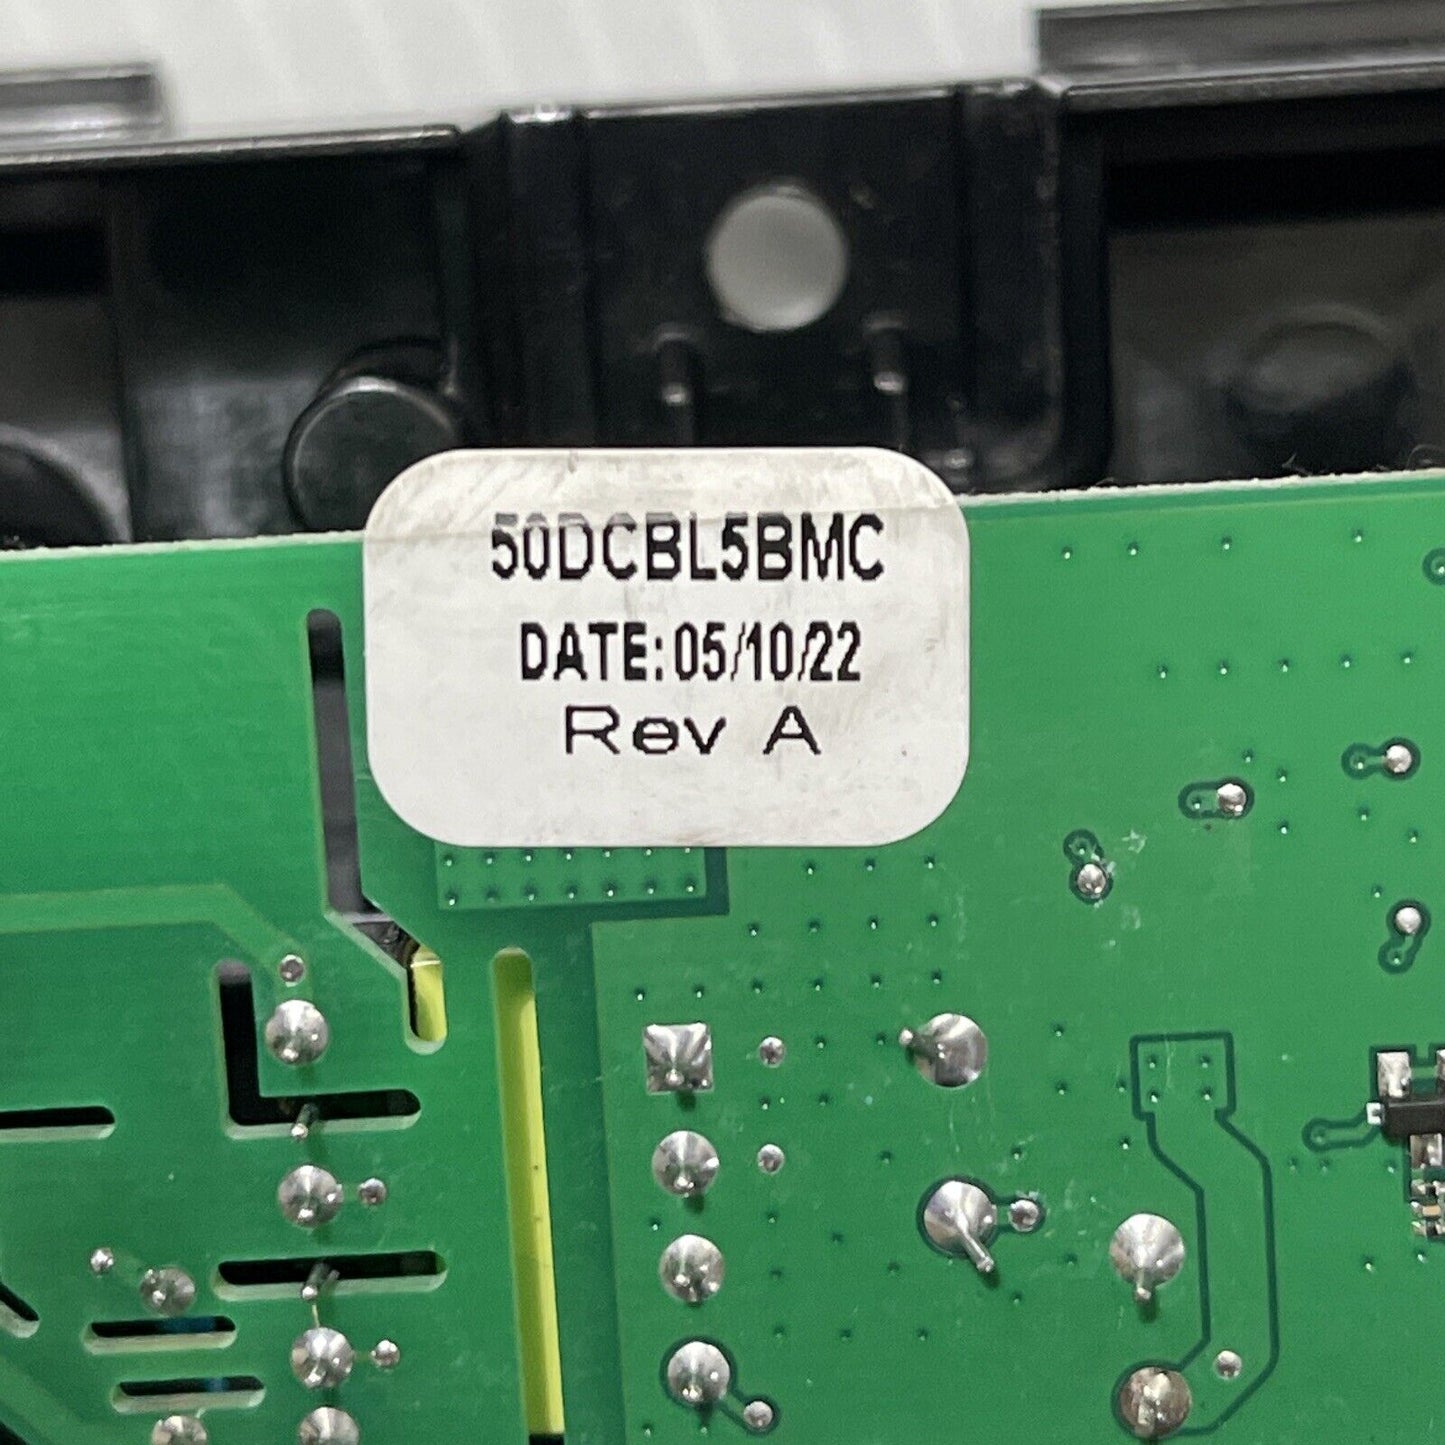 50DCBL5BMC
DATE:05/10/22
Rev A